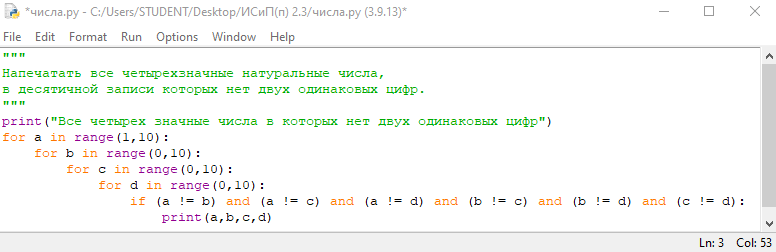 *числа.py - C:/Users/STUDENT/Desktop/ИСиП(п) 2.3/числа.py (3.9.13)*
File Edit Format Run Options Window Help
"""
Напечатать все четырехзначные натуральные числа,
в десятичной записи которых нет двух одинаковых цифр.
"""
print("Все четырех значные числа в которых нет двух одинаковых цифр")
for a in range(1,10):
    for b in range(0,10):
        for c in range(0,10):
            for d in range(0,10):
                if (a != b) and (a != c) and (a != d) and (b != c) and (b != d) and (c != d):
                    print(a,b,c,d)
Ln: 3 Col: 53